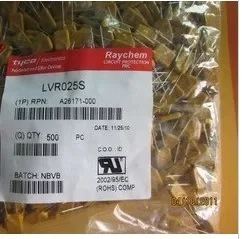 tyco Electronics
Raychem
CIRCUIT PROTECTION
LVR025S
(1P) RPN: A26171-000
DATE: 11/26/10
(Q) QTY 500 PC
2002/95/EC
(ROHS) COMP
BATCH: NBVB